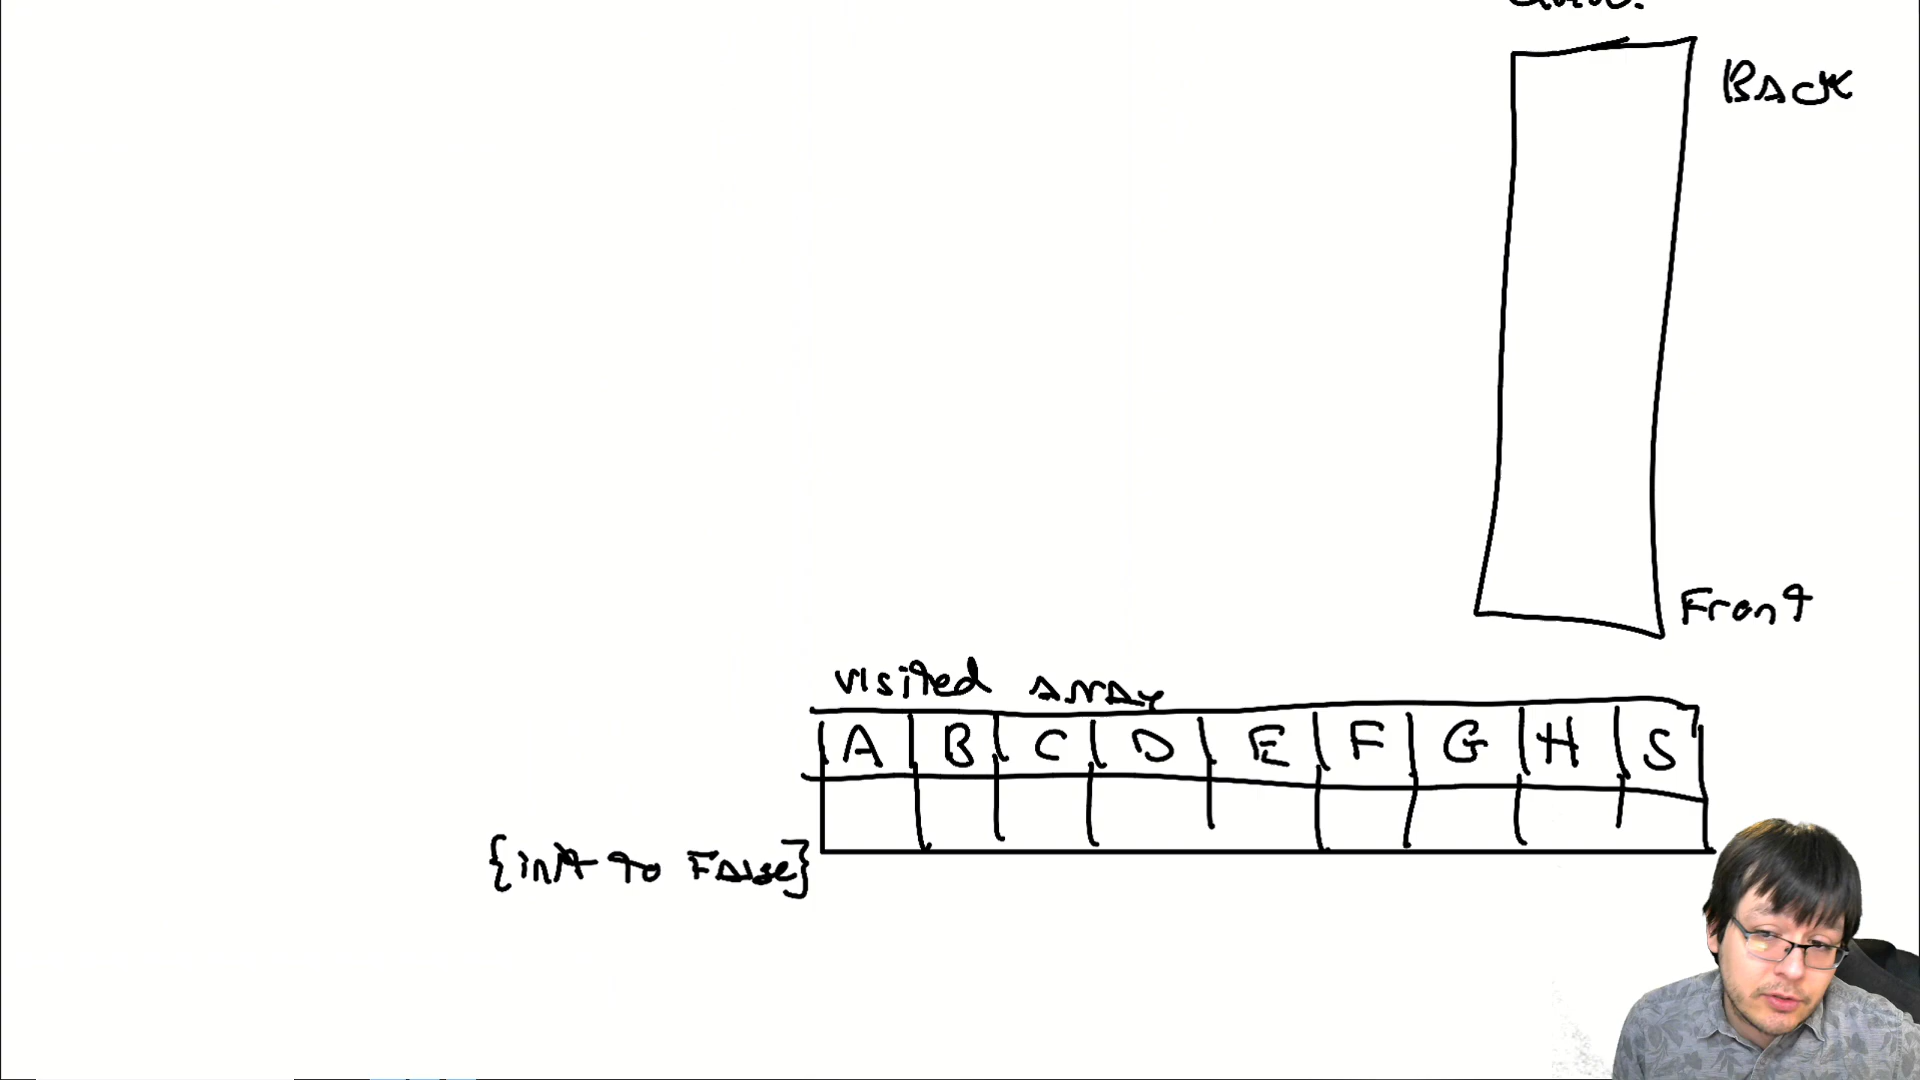 Back
Front
visited array
A B C D E F G H S
{init to False}